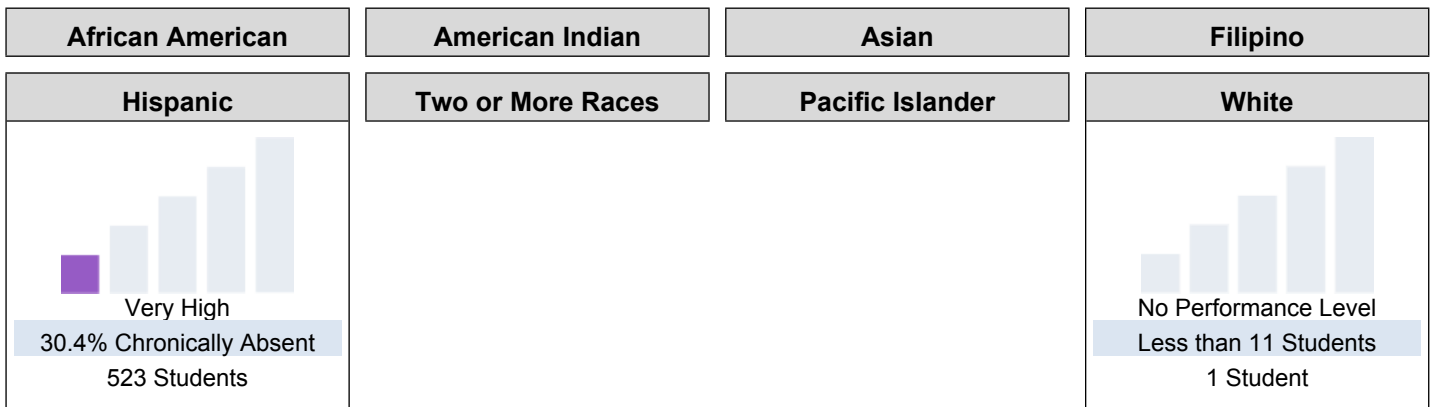 African American
American Indian
Asian
Filipino
Hispanic
Two or More Races
Pacific Islander
White
Very High
30.4% Chronically Absent
523 Students
No Performance Level
Less than 11 Students
1 Student